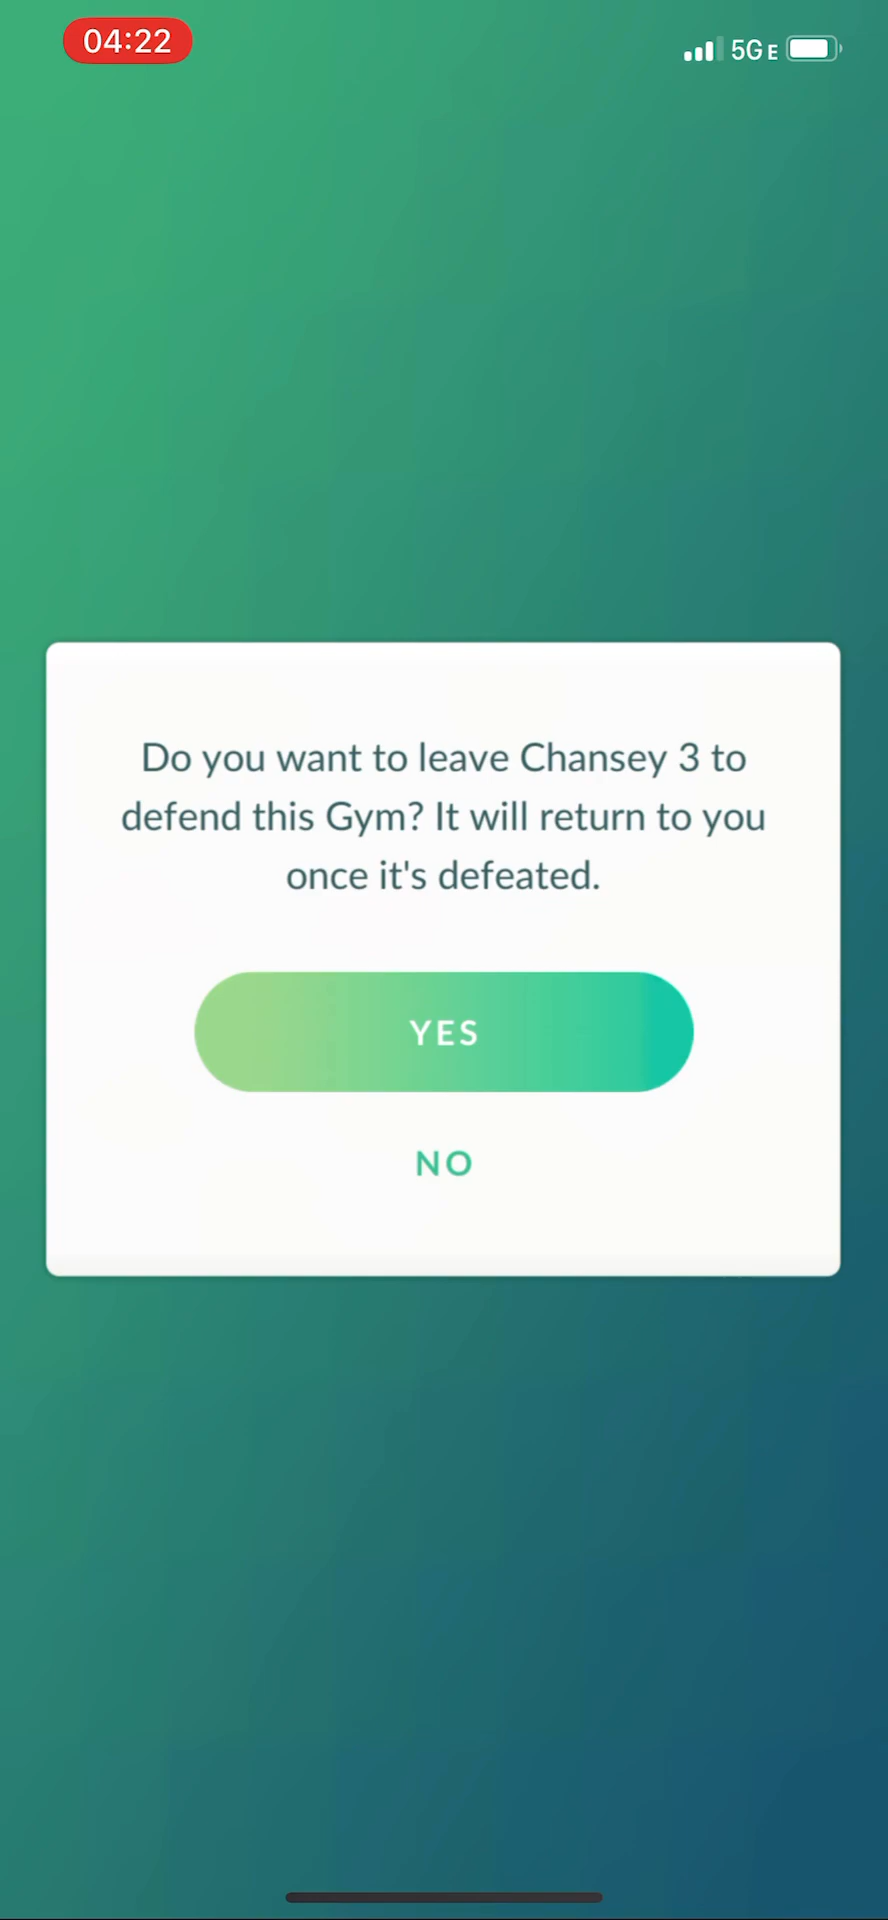 04:22
5G E
Do you want to leave Chansey 3 to
defend this Gym? It will return to you
once it's defeated.
YES
NO